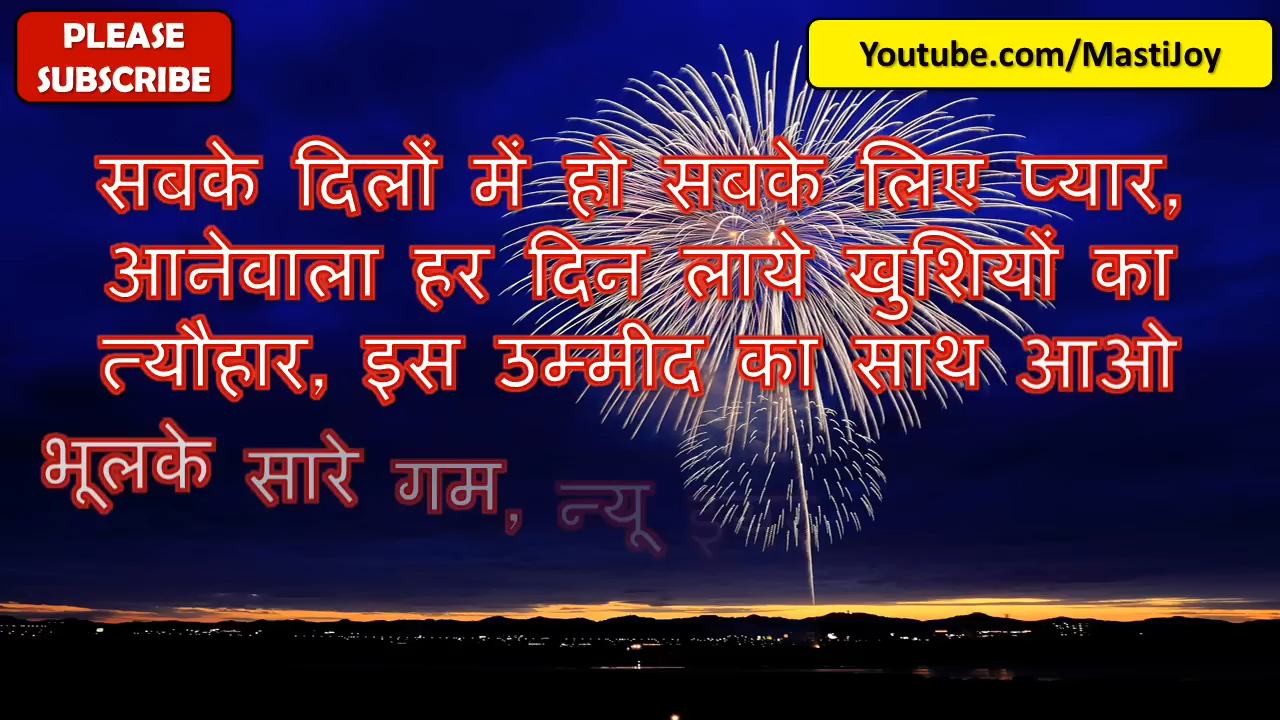 PLEASE
SUBSCRIBE
Youtube.com/MastiJoy
सबके दिलों में हो सबके लिए प्यार,
आनेवाला हर दिन लाये खुशियों का
त्यौहार, इस उम्मीद का साथ आओ
भूलके सारे गम, न्यू